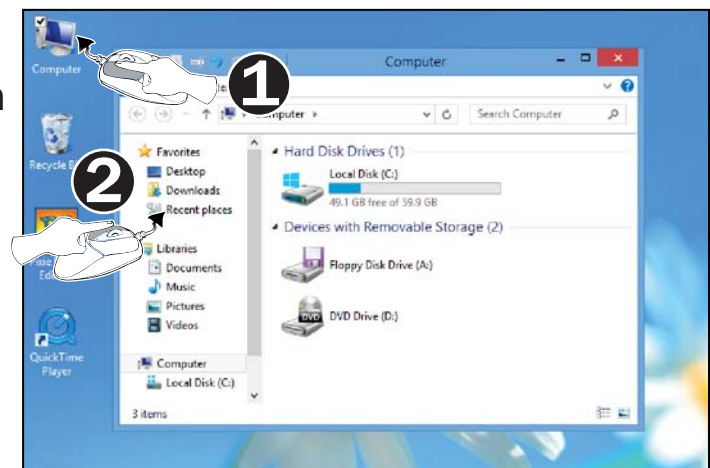 n
Computer
1
Computer
Computer
Search Computer
Favorites
Desktop
Downloads
Recent places
Libraries
Documents
Music
Pictures
Videos
Computer
Local Disk (C:)
Hard Disk Drives (1)
Local Disk (C:)
49.1 GB free of 59.9 GB
Devices with Removable Storage (2)
Floppy Disk Drive (A:)
DVD
DVD Drive (D:)
3 items
Recycle
2
QuickTime
Player